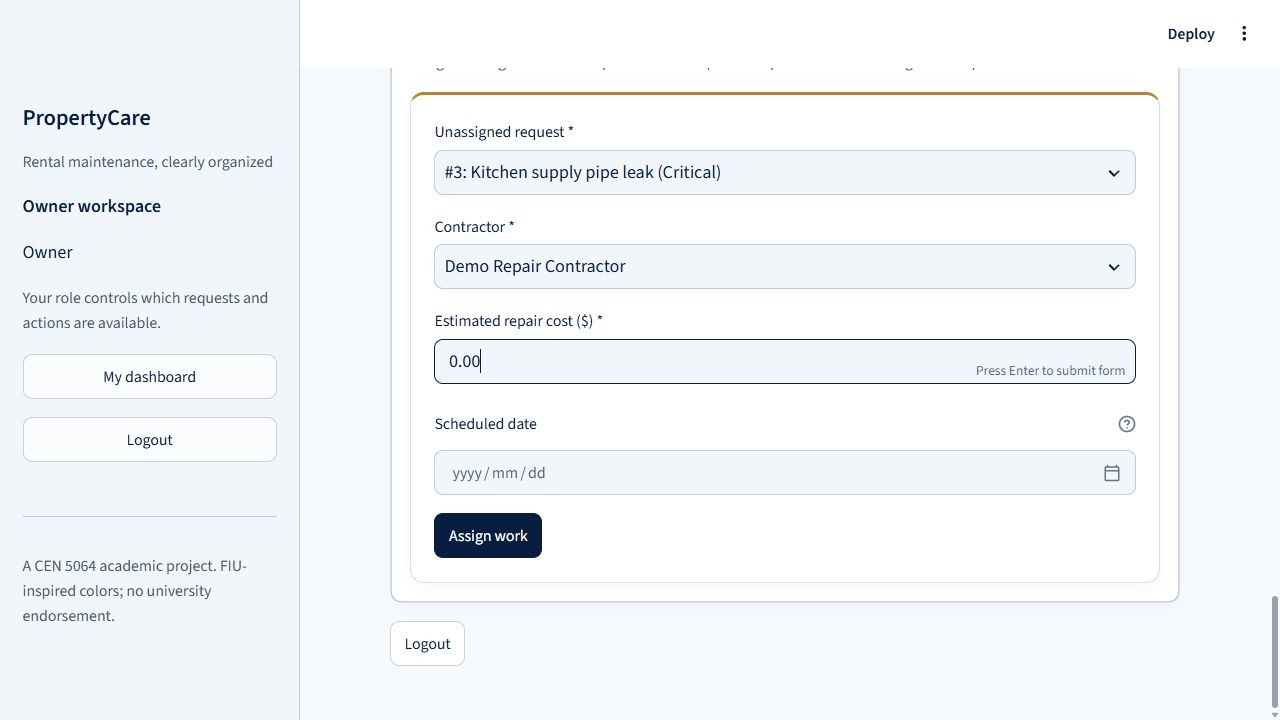 Deploy
PropertyCare
Rental maintenance, clearly organized
Owner workspace
Owner
Your role controls which requests and
actions are available.
My dashboard
Logout
A CEN 5064 academic project. FIU-
inspired colors; no university
endorsement.
Unassigned request *
#3: Kitchen supply pipe leak (Critical)
Contractor *
Demo Repair Contractor
Estimated repair cost ($) *
0.00
Press Enter to submit form
Scheduled date
yyyy/mm/dd
Assign work
Logout